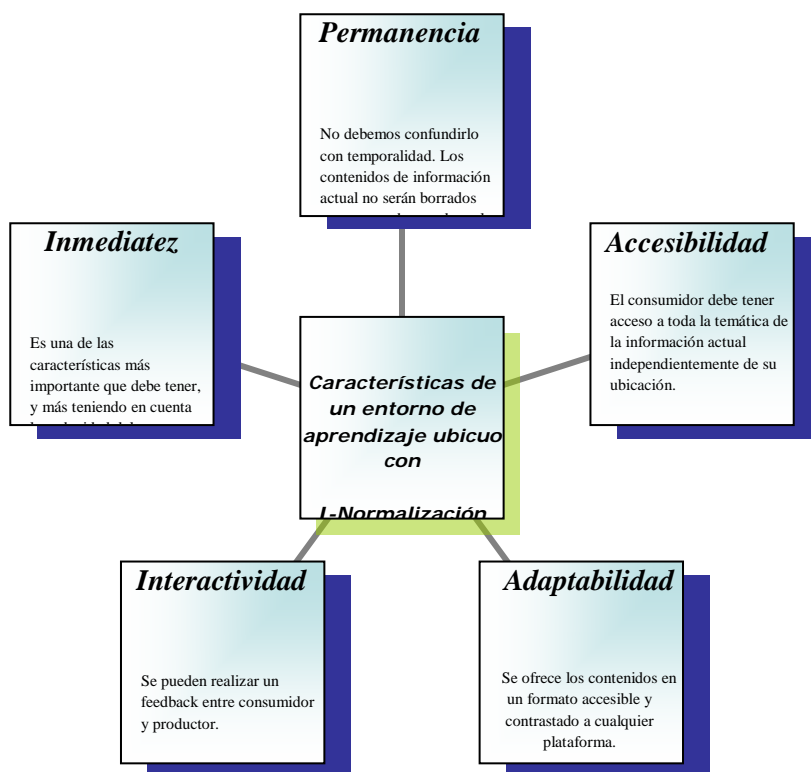 Permanencia
No debemos confundirlo
con temporalidad. Los
contenidos de información
actual no serán borrados
Inmediatez
Es una de las
características más
importante que debe tener,
y más teniendo en cuenta
Accesibilidad
El consumidor debe tener
acceso a toda la temática de
la información actual
independientemente de su
ubicación.
Características de
un entorno de
aprendizaje ubicuo
con
I-Normalización
Interactividad
Se pueden realizar un
feedback entre consumidor
y productor.
Adaptabilidad
Se ofrece los contenidos en
un formato accesible y
contrastado a cualquier
plataforma.